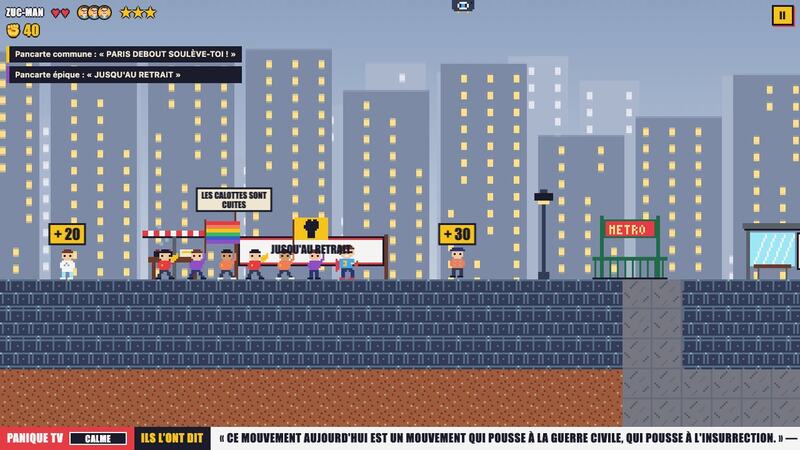 ZUC-MAN
40
Pancarte commune : « PARIS DEBOUT SOULÈVE-TOI ! »
Pancarte épique : « JUSQU'AU RETRAIT »
LES CALOTTES SONT
CUITES
+ 20
JUSQU'AU RETRAIT
+ 30
METRO
PANIQUE TV
CALME
ILS L'ONT DIT
« CE MOUVEMENT AUJOURD'HUI EST UN MOUVEMENT QUI POUSSE À LA GUERRE CIVILE, QUI POUSSE À L'INSURRECTION. » —